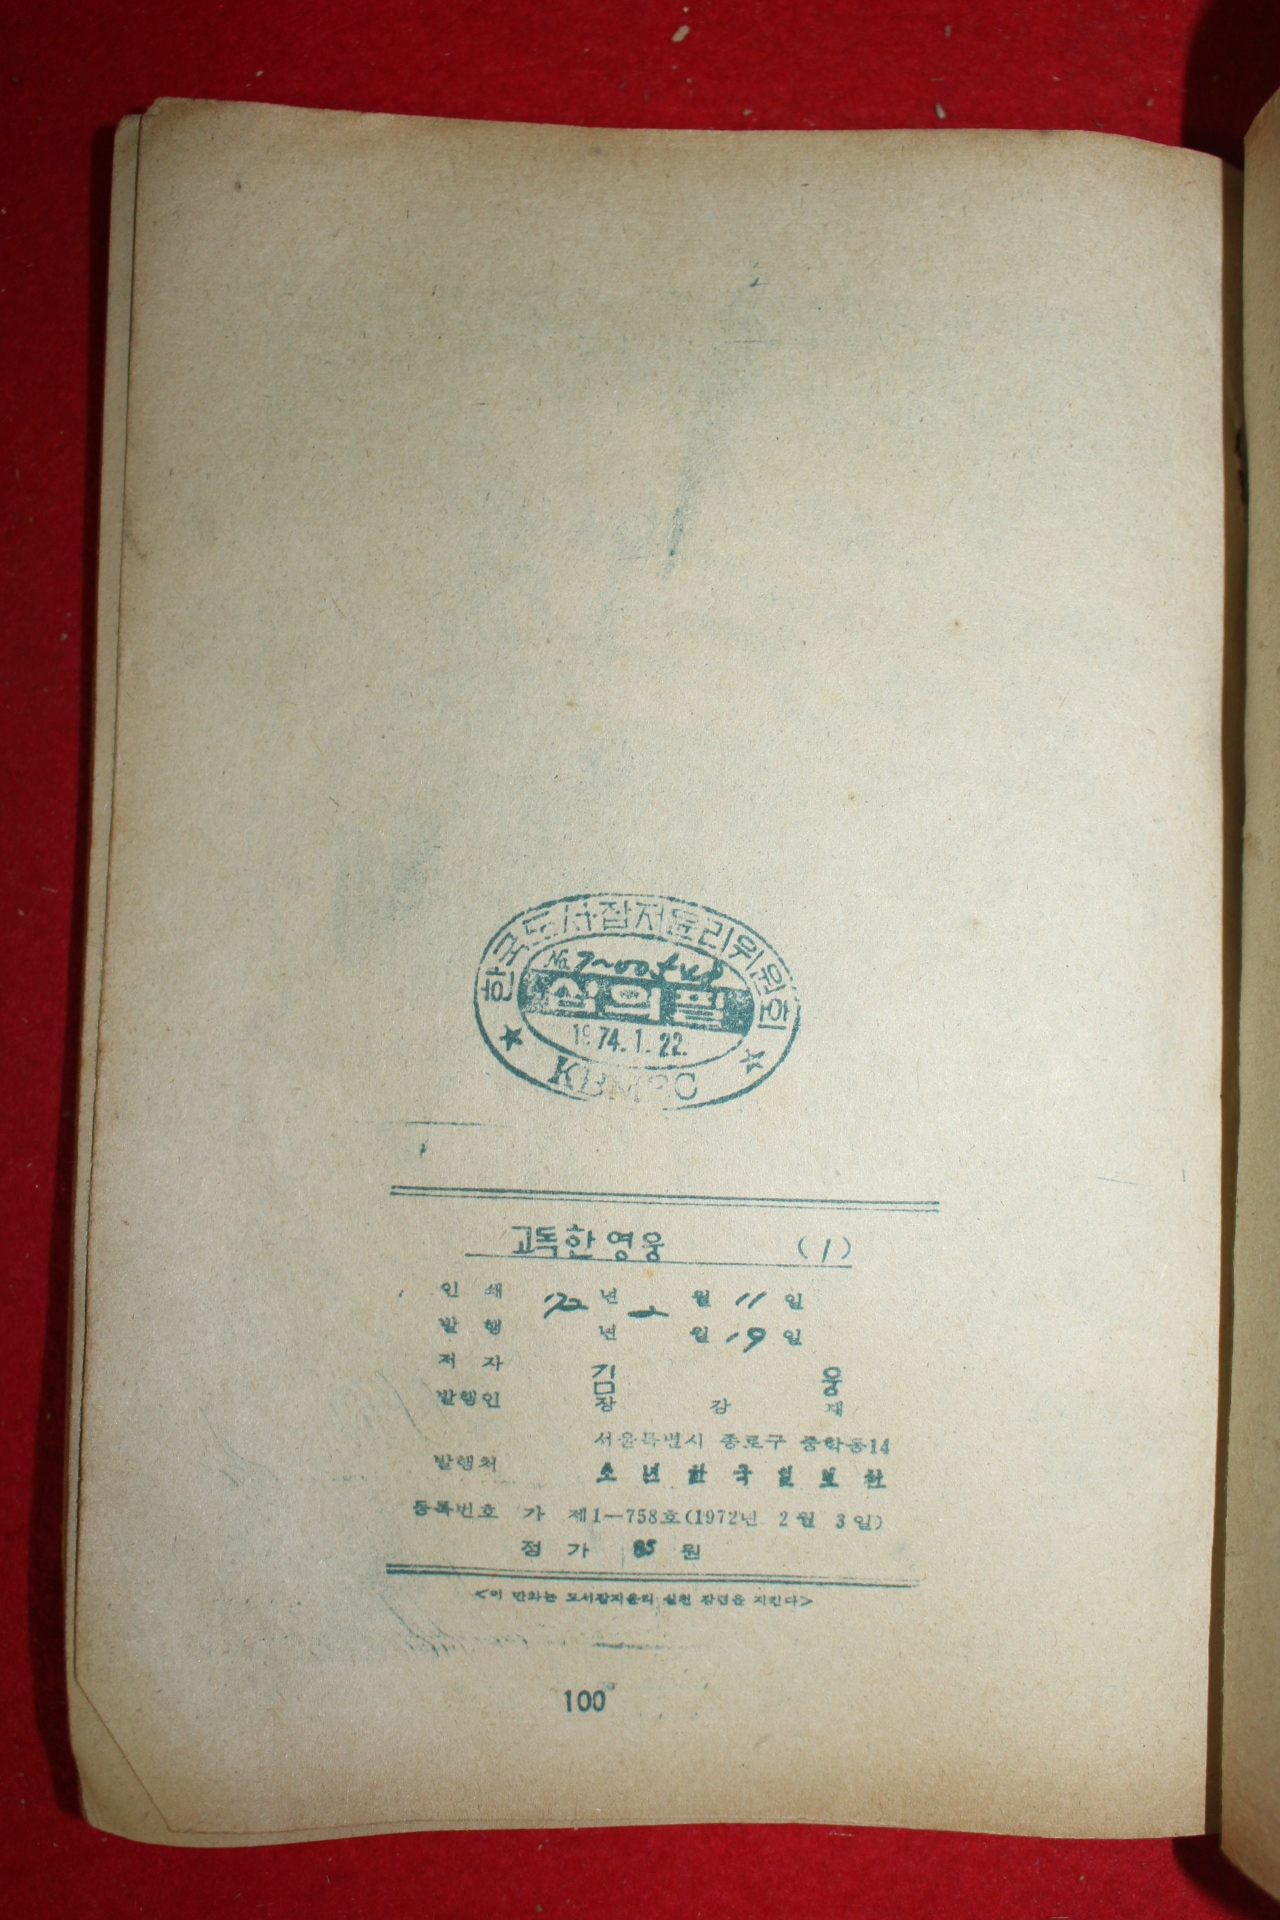 한국도서잡지윤리위원회
No.
심의필
1974.1.22.
KBMPC
고독한 영웅 (1)
인 쇄 년 월 11 일
발 행 년 월 19 일
저 자 김 웅
발행인 장 강 재
서울특별시 종로구 중학동14
발행처 소년한국일보社
등록번호 가 제1—758호(1972년 2월 3일)
정 가 85 원
<이 만화는 도서잡지윤리 실천 강령을 지킨다>
100